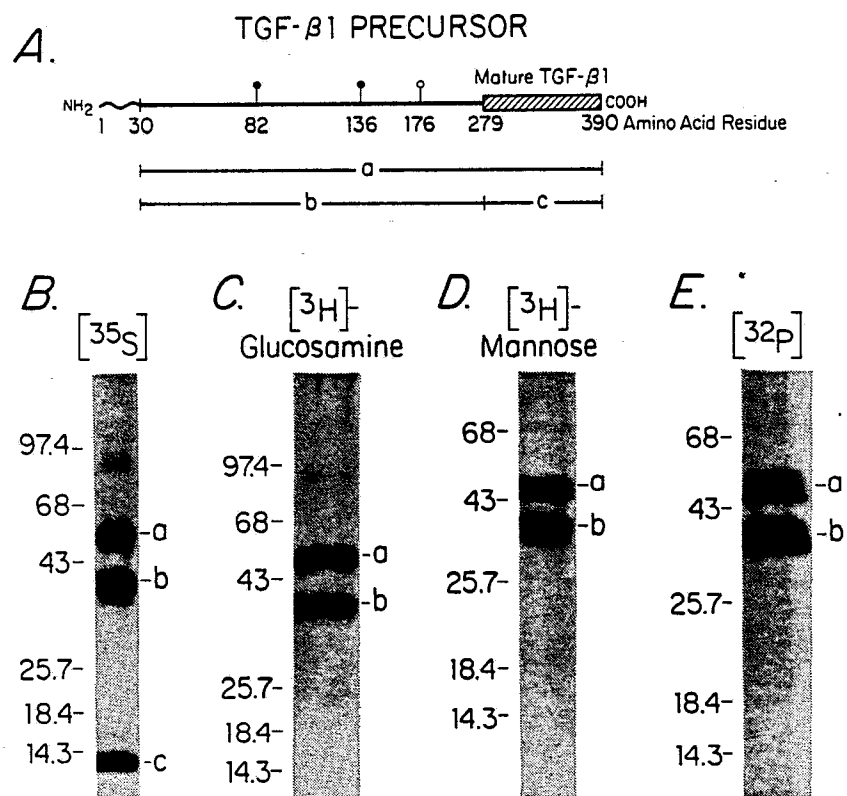 A.
TGF-β1 PRECURSOR
Mature TGF-β1
NH2
COOH
1 30 82 136 176 279 390 Amino Acid Residue
a
b c
B.
[35S]
97.4-
68-
43-
25.7-
18.4-
14.3-
-a
-b
-c
C.
[3H]-
Glucosamine
97.4-
68-
43-
25.7-
18.4-
14.3-
-a
-b
D.
[3H]-
Mannose
68-
43-
25.7-
18.4-
14.3-
-a
-b
E.
[32P]
68-
43-
25.7-
18.4-
14.3-
-a
-b